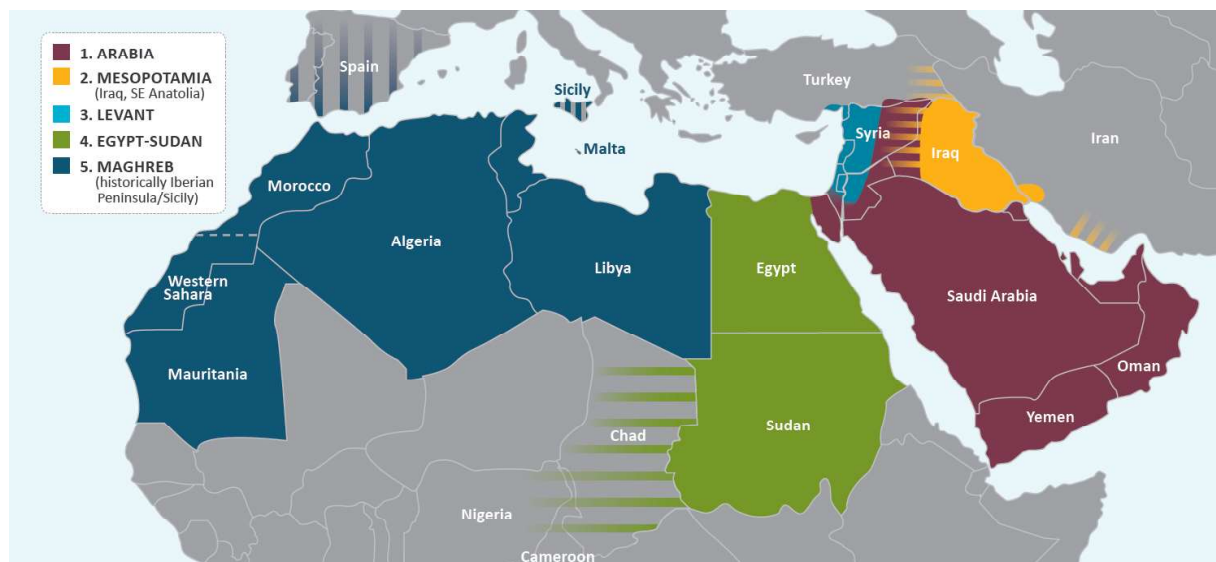 1. ARABIA
2. MESOPOTAMIA
(Iraq, SE Anatolia)
3. LEVANT
4. EGYPT-SUDAN
5. MAGHREB
(historically Iberian
Peninsula/Sicily)
Spain
Sicily
Malta
Turkey
Syria
Iraq
Iran
Morocco
Algeria
Libya
Egypt
Saudi Arabia
Western
Sahara
Mauritania
Oman
Yemen
Chad
Sudan
Nigeria
Cameroon